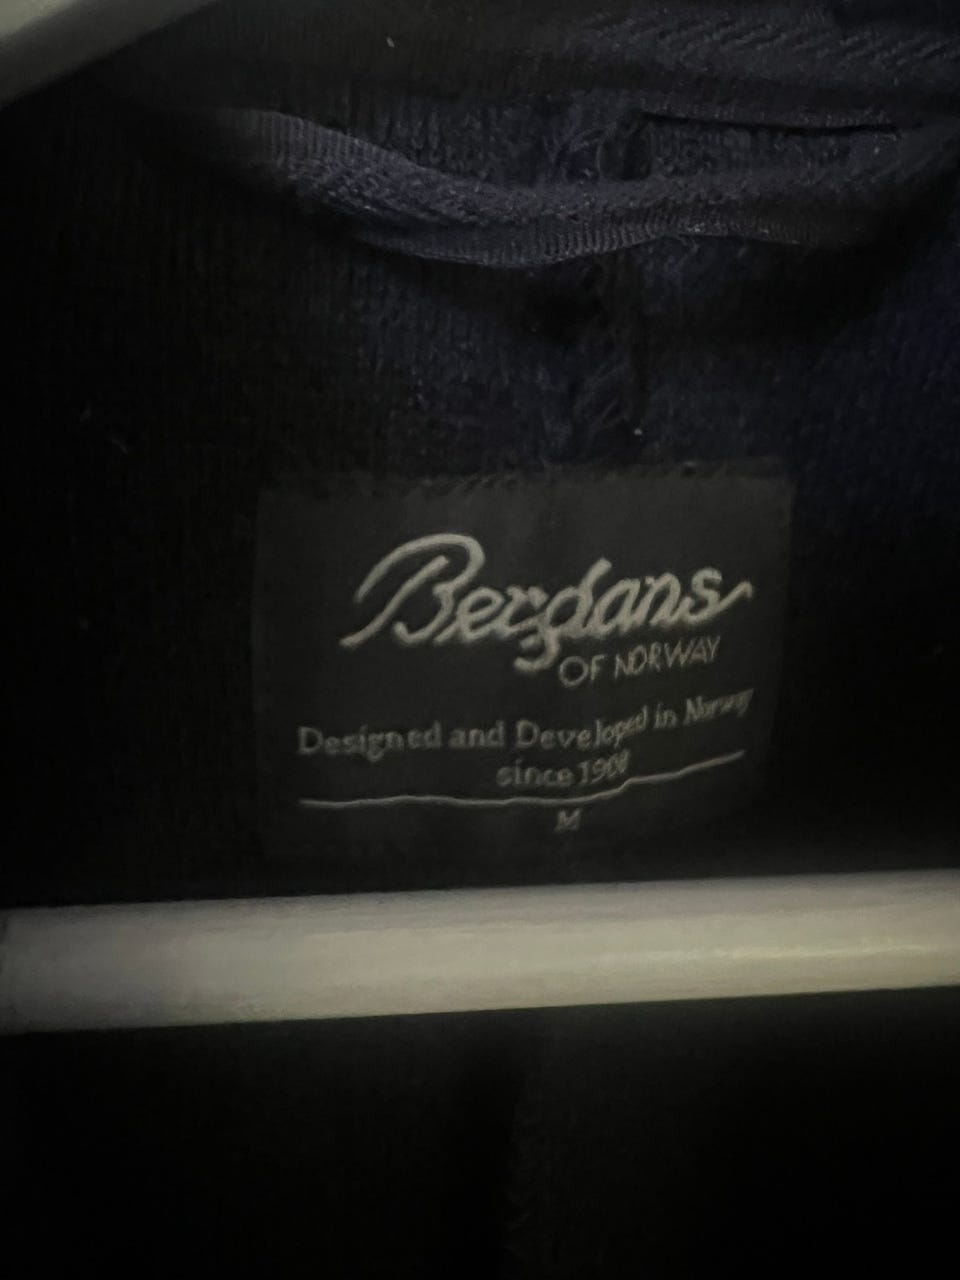 Bergans
OF NORWAY
Designed and Developed in Norway
since 1908
M